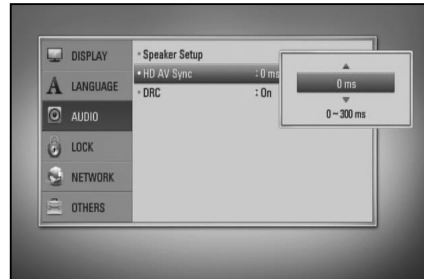 DISPLAY
LANGUAGE
AUDIO
LOCK
NETWORK
OTHERS
• Speaker Setup
• HD AV Sync : 0 ms
• DRC : On
0 ms
0 ~ 300 ms